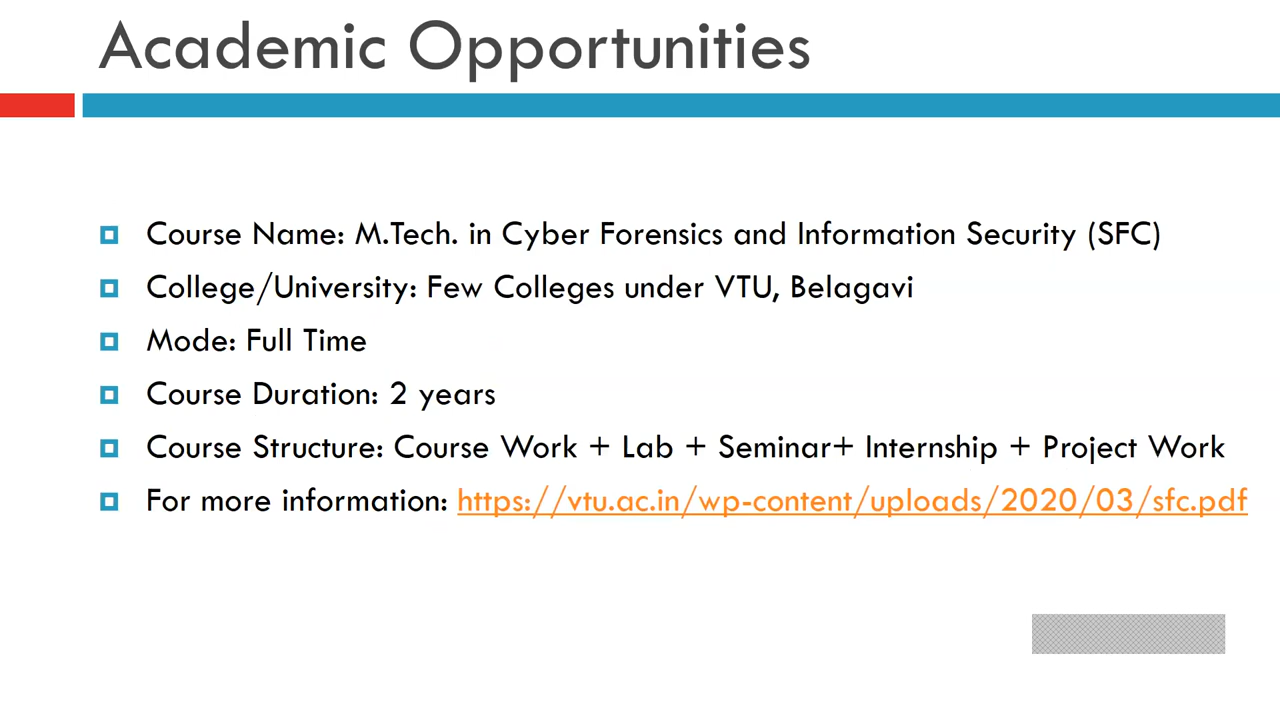 Academic Opportunities
Course Name: M.Tech. in Cyber Forensics and Information Security (SFC)
College/University: Few Colleges under VTU, Belagavi
Mode: Full Time
Course Duration: 2 years
Course Structure: Course Work + Lab + Seminar+ Internship + Project Work
For more information: https://vtu.ac.in/wp-content/uploads/2020/03/sfc.pdf